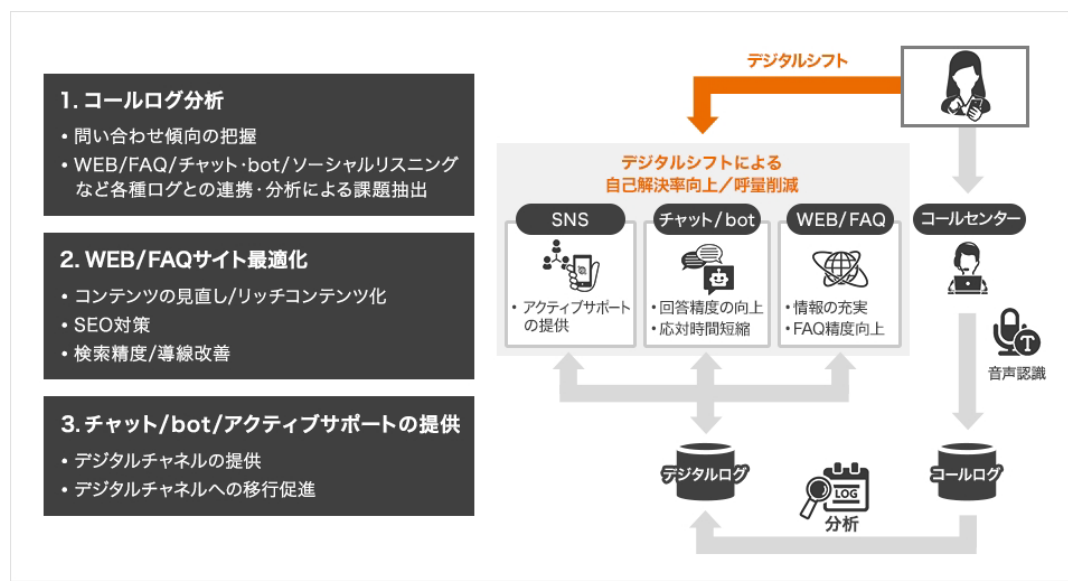 1. コールログ分析
• 問い合わせ傾向の把握
• WEB/FAQ/チャット・bot/ソーシャルリスニング
など各種ログとの連携・分析による課題抽出
2. WEB/FAQサイト最適化
• コンテンツの見直し/リッチコンテンツ化
• SEO対策
• 検索精度/導線改善
3. チャット/bot/アクティブサポートの提供
• デジタルチャネルの提供
• デジタルチャネルへの移行促進
デジタルシフト
デジタルシフトによる
自己解決率向上／呼量削減
SNS
• アクティブサポート
の提供
チャット/bot
• 回答精度の向上
• 応対時間短縮
WEB/FAQ
• 情報の充実
• FAQ精度向上
コールセンター
T
音声認識
デジタルログ
LOG
分析
コールログ